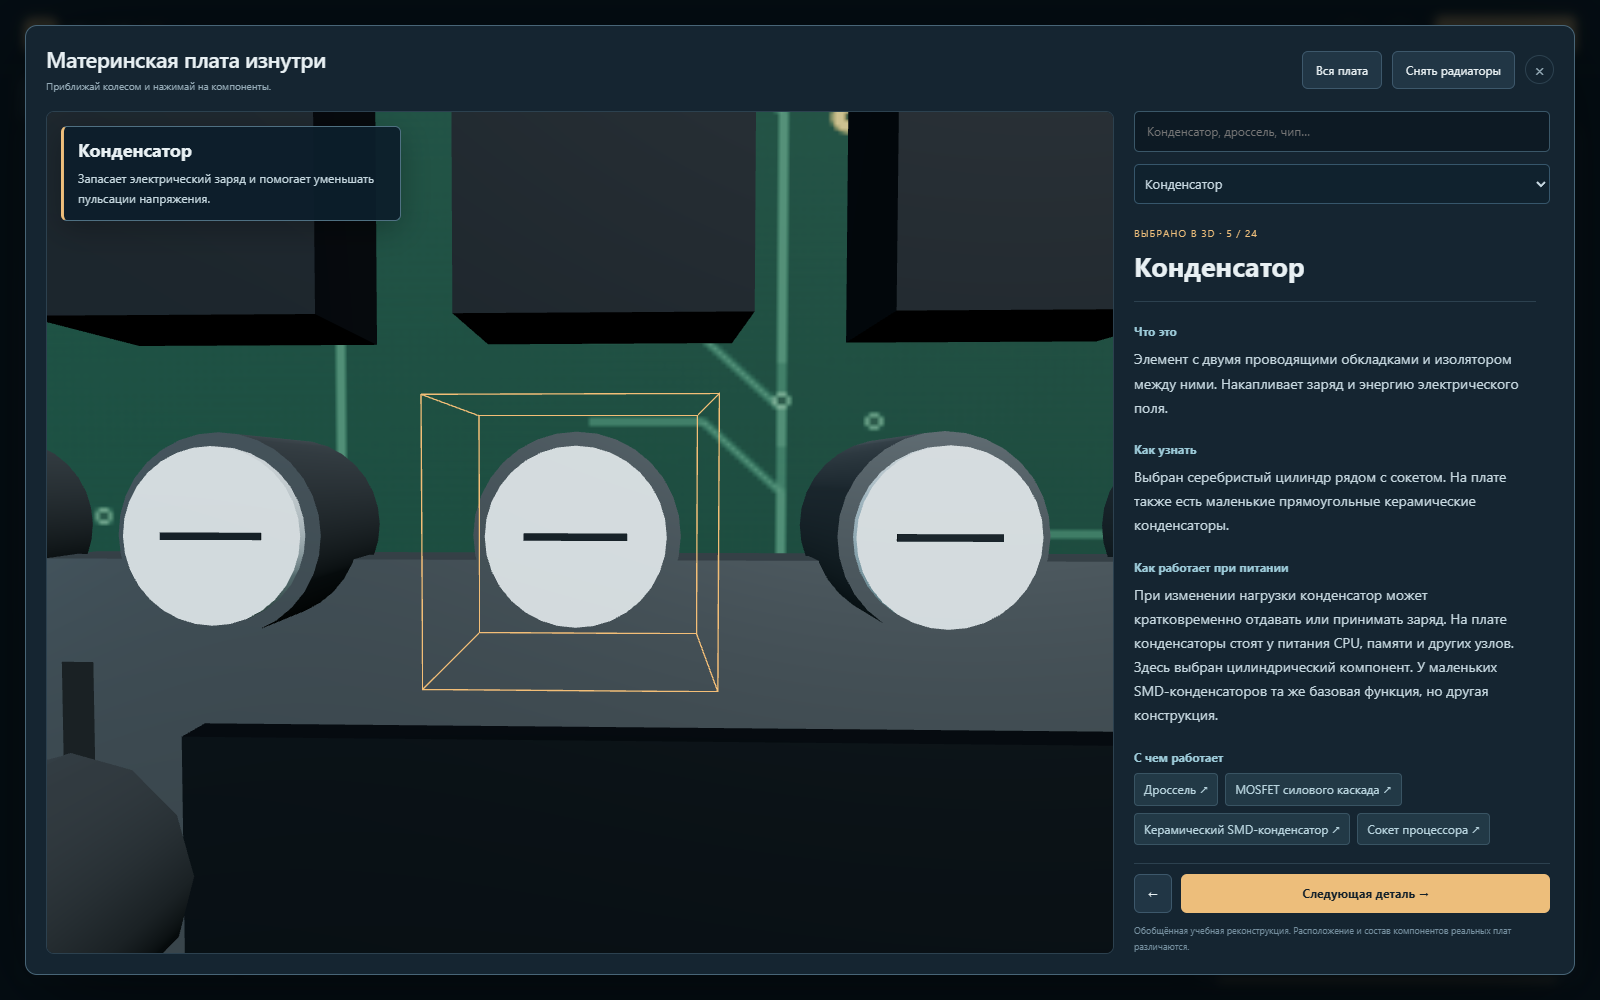 Материнская плата изнутри
Приближай колесом и нажимай на компоненты.
Вся плата
Снять радиаторы
×
Конденсатор
Запасает электрический заряд и помогает уменьшать
пульсации напряжения.
Конденсатор, дроссель, чип...
Конденсатор
ВЫБРАНО В 3D · 5 / 24
Конденсатор
Что это
Элемент с двумя проводящими обкладками и изолятором
между ними. Накапливает заряд и энергию электрического
поля.
Как узнать
Выбран серебристый цилиндр рядом с сокетом. На плате
также есть маленькие прямоугольные керамические
конденсаторы.
Как работает при питании
При изменении нагрузки конденсатор может
кратковременно отдавать или принимать заряд. На плате
конденсаторы стоят у питания CPU, памяти и других узлов.
Здесь выбран цилиндрический компонент. У маленьких
SMD-конденсаторов та же базовая функция, но другая
конструкция.
С чем работает
Дроссель ↗
MOSFET силового каскада ↗
Керамический SMD-конденсатор ↗
Сокет процессора ↗
←
Следующая деталь →
Обобщённая учебная реконструкция. Расположение и состав компонентов реальных плат
различаются.